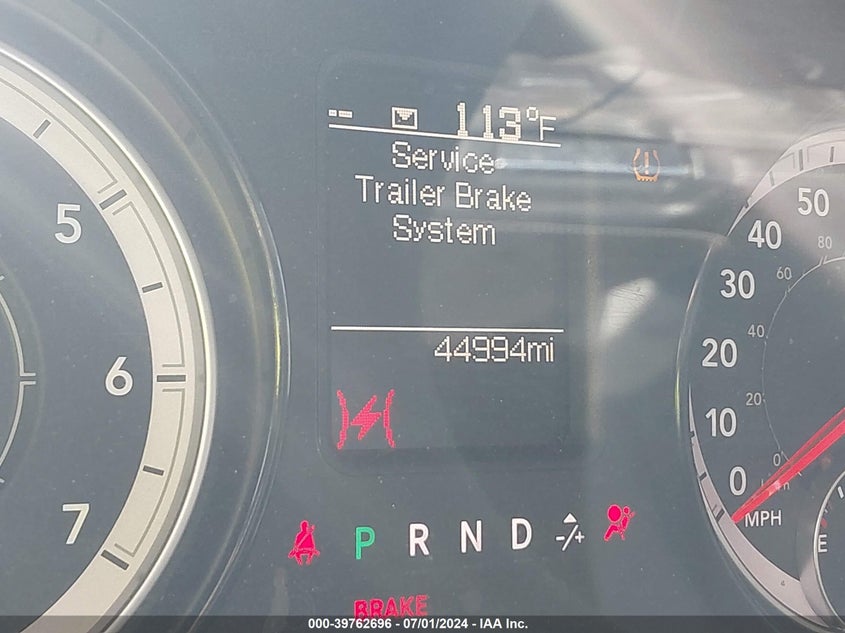 -- 113°F
Service
Trailer Brake
System
44994mi
5
6
7
50
40
30
20
10
0
80
60
40
20
0
MPH
E
P R N D -/+
BRAKE
000-39762696 - 07/01/2024 - IAA Inc.